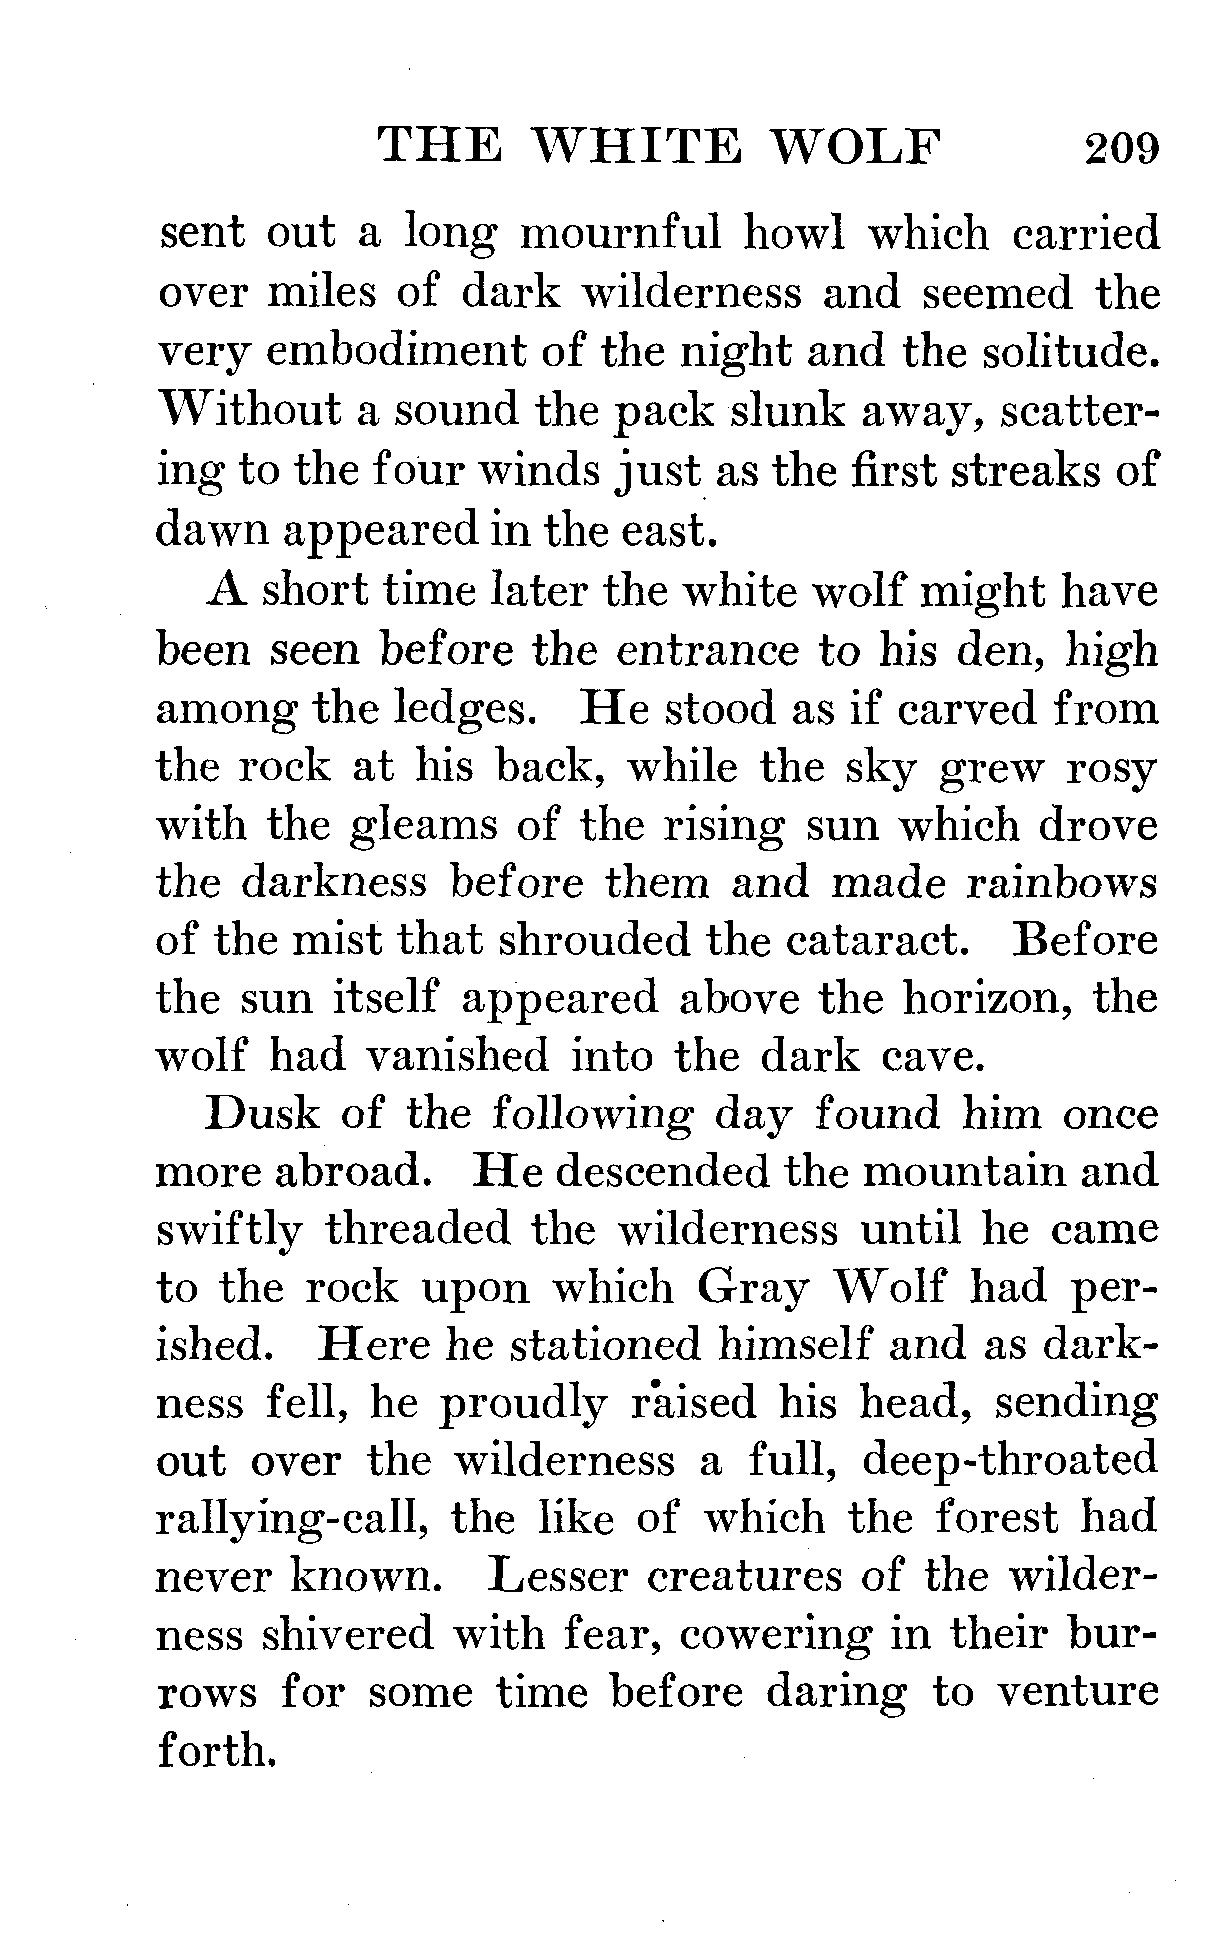 THE WHITE WOLF 209
sent out a long mournful howl which carried
over miles of dark wilderness and seemed the
very embodiment of the night and the solitude.
Without a sound the pack slunk away, scatter-
ing to the four winds just as the first streaks of
dawn appeared in the east.
A short time later the white wolf might have
been seen before the entrance to his den, high
among the ledges. He stood as if carved from
the rock at his back, while the sky grew rosy
with the gleams of the rising sun which drove
the darkness before them and made rainbows
of the mist that shrouded the cataract. Before
the sun itself appeared above the horizon, the
wolf had vanished into the dark cave.
Dusk of the following day found him once
more abroad. He descended the mountain and
swiftly threaded the wilderness until he came
to the rock upon which Gray Wolf had per-
ished. Here he stationed himself and as dark-
ness fell, he proudly raised his head, sending
out over the wilderness a full, deep-throated
rallying-call, the like of which the forest had
never known. Lesser creatures of the wilder-
ness shivered with fear, cowering in their bur-
rows for some time before daring to venture
forth.